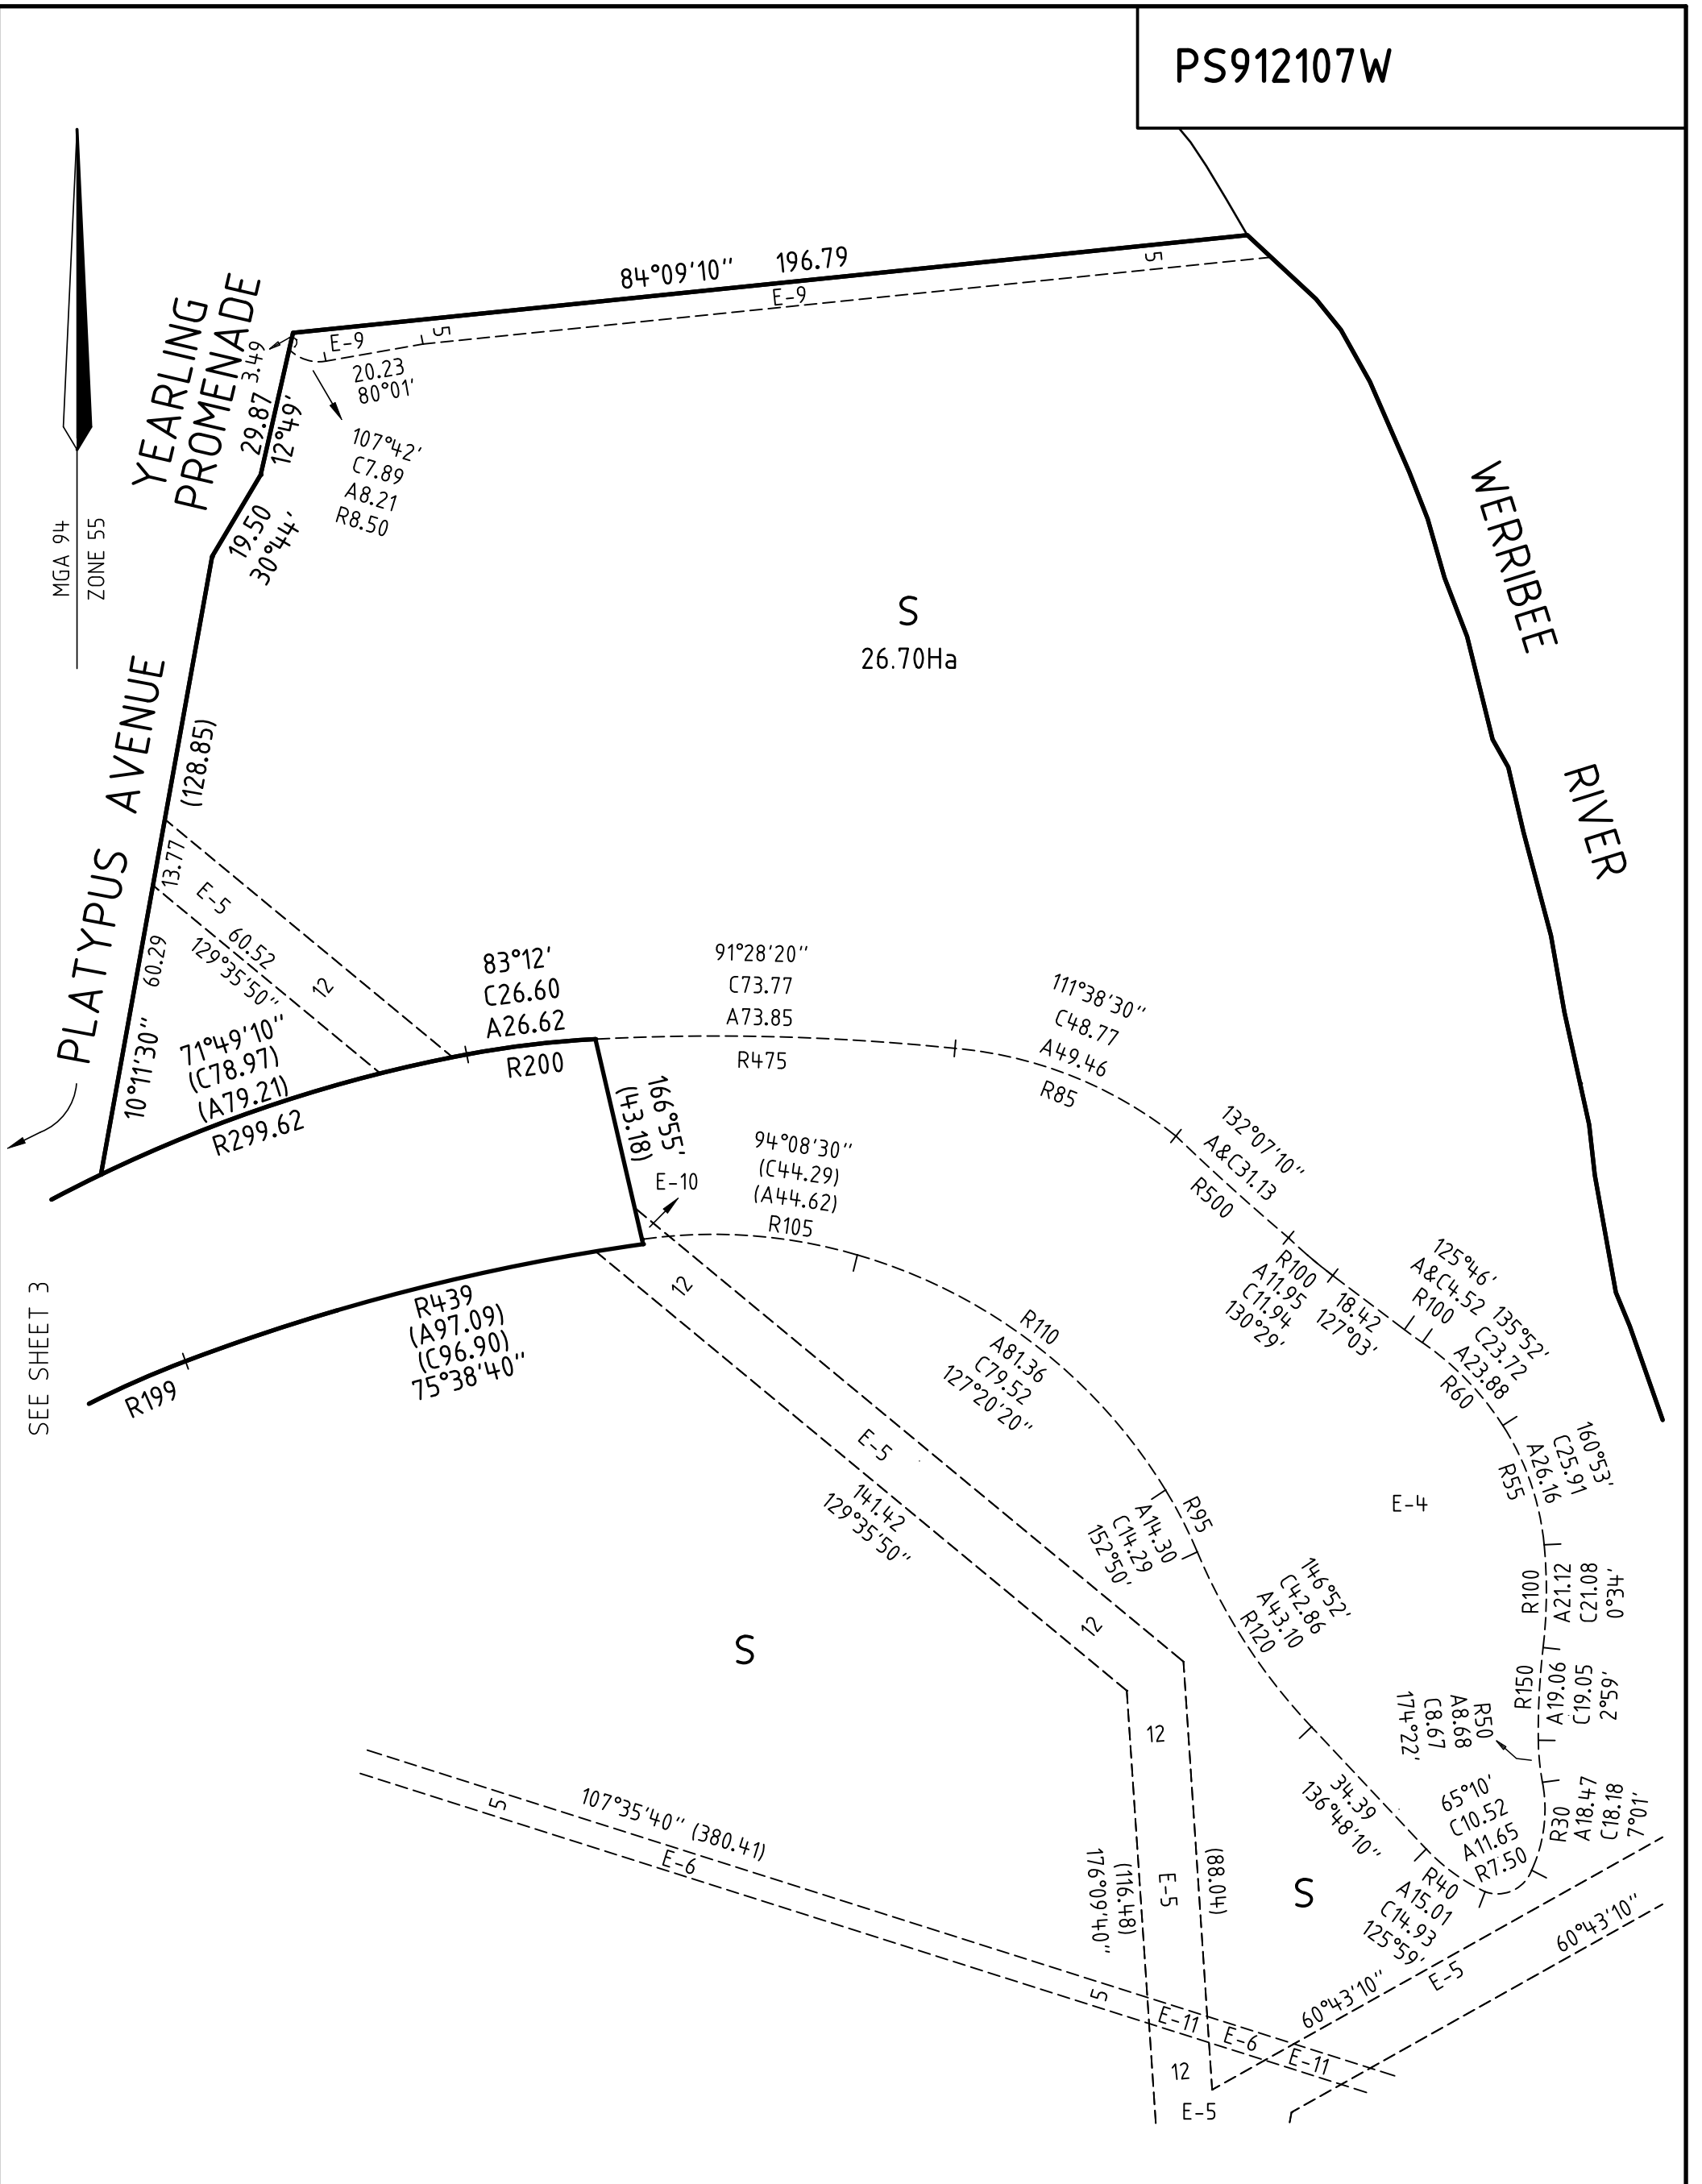 PS912107W
84°09'10" 196.79
5
E-9
YEARLING
PROMENADE
3.49
5
E-9
5
20.23
80°01'
29.87
12°49'
107°42'
C7.89
A8.21
R8.50
19.50
30°44'
MGA 94
ZONE 55
WERRIBEE
RIVER
S
26.70Ha
PLATYPUS AVENUE
(128.85)
13.77
E-5
60.52
129°35'50"
12
60.29
10°11'30"
71°49'10"
(C78.97)
(A79.21)
R299.62
83°12'
C26.60
A26.62
R200
91°28'20"
C73.77
A73.85
R475
111°38'30"
C48.77
A49.46
R85
166°55'
(43.18)
E-10
94°08'30"
(C44.29)
(A44.62)
R105
132°07'10"
A&C31.13
R500
R100
A11.95
C11.94
130°29'
18.42
127°03'
125°46'
A&C4.52
R100
135°52'
C23.72
A23.88
R60
SEE SHEET 3
R199
R439
(A97.09)
(C96.90)
75°38'40"
12
R110
A81.36
C79.52
127°20'20"
E-5
141.42
129°35'50"
12
R95
A14.30
C14.29
152°50'
E-4
160°53'
C25.91
A26.16
R55
146°52'
C42.86
A43.10
R120
R100
A21.12
C21.08
0°34'
R150
A19.06
C19.05
2°59'
R50
A8.68
C8.67
174°22'
S
12
34.39
136°48'10"
65°10'
C10.52
A11.65
R7.50
R30
A18.47
C18.18
7°01'
5
107°35'40" (380.41)
E-6
(116.48)
176°09'40"
E-5
(88.04)
S
R40
A15.01
C14.93
125°59'
60°43'10"
E-5
60°43'10"
5
E-11
E-6
E-11
12
E-5